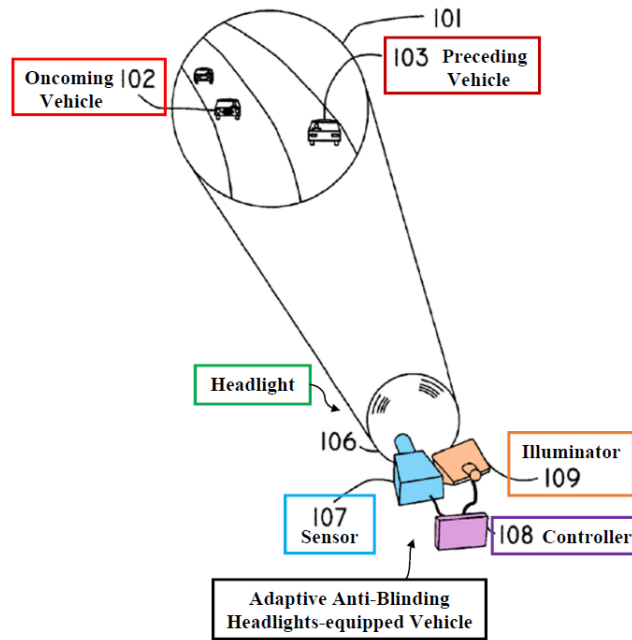 101
Oncoming 102
Vehicle
103 Preceding
Vehicle
Headlight
106
Illuminator
109
107
Sensor
108 Controller
Adaptive Anti-Blinding
Headlights-equipped Vehicle